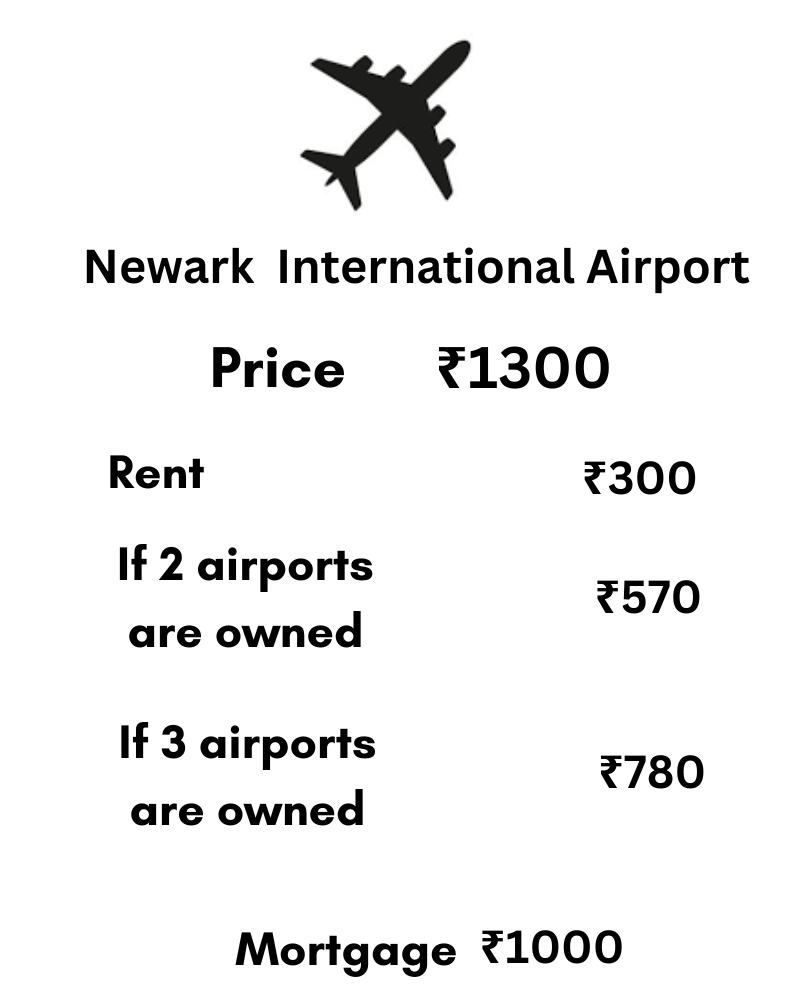 Newark International Airport
Price ₹1300
Rent ₹300
If 2 airports
are owned ₹570
If 3 airports
are owned ₹780
Mortgage ₹1000